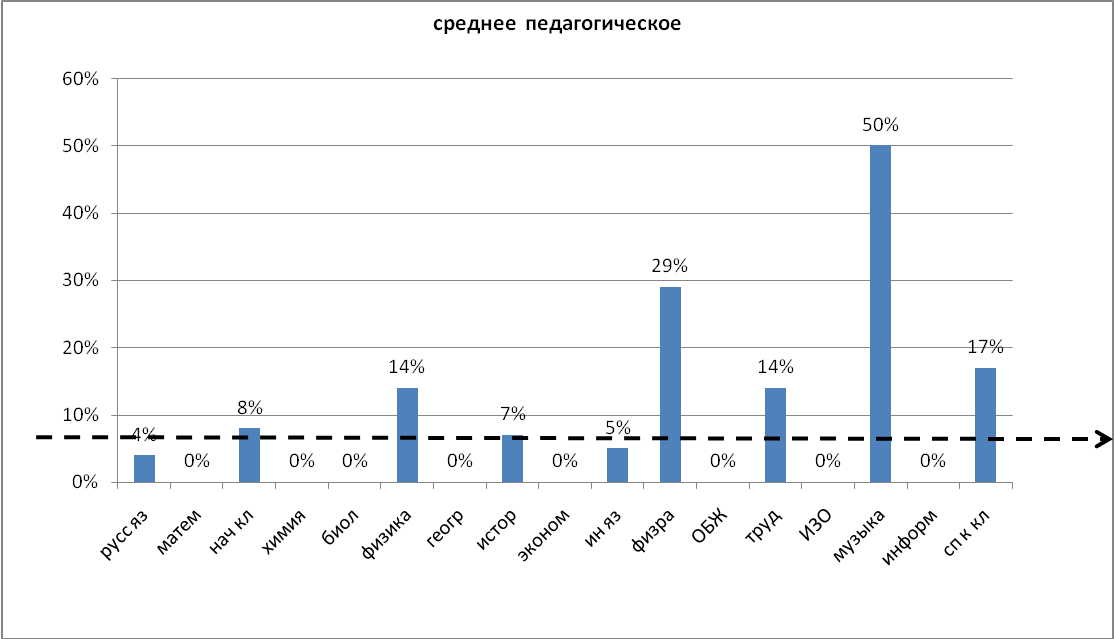 среднее педагогическое
60%
50%
40%
30%
20%
10%
0%
4%
0%
8%
0%
0%
14%
0%
7%
0%
5%
29%
0%
14%
0%
50%
0%
17%
русс яз
матем
нач кл
химия
биол
физика
геогр
истор
эконом
ин яз
физра
ОБЖ
труд
ИЗО
музыка
информ
сп к кл